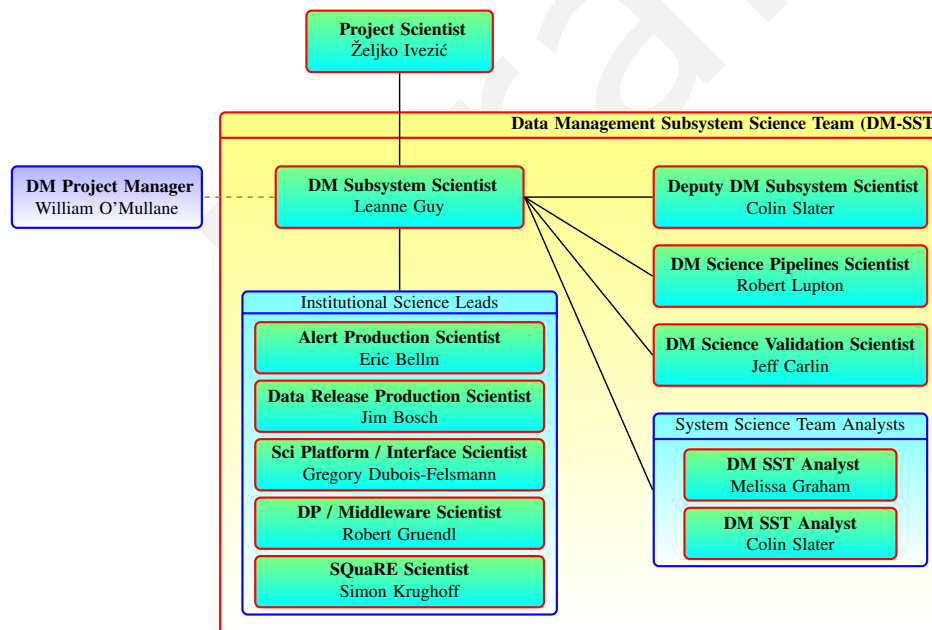 Project Scientist
Željko Ivezić
Data Management Subsystem Science Team (DM-SST
DM Project Manager
William O’Mullane
DM Subsystem Scientist
Leanne Guy
Deputy DM Subsystem Scientist
Colin Slater
DM Science Pipelines Scientist
Robert Lupton
DM Science Validation Scientist
Jeff Carlin
Institutional Science Leads
Alert Production Scientist
Eric Bellm
Data Release Production Scientist
Jim Bosch
Sci Platform / Interface Scientist
Gregory Dubois-Felsmann
DP / Middleware Scientist
Robert Gruendl
SQuaRE Scientist
Simon Krughoff
System Science Team Analysts
DM SST Analyst
Melissa Graham
DM SST Analyst
Colin Slater